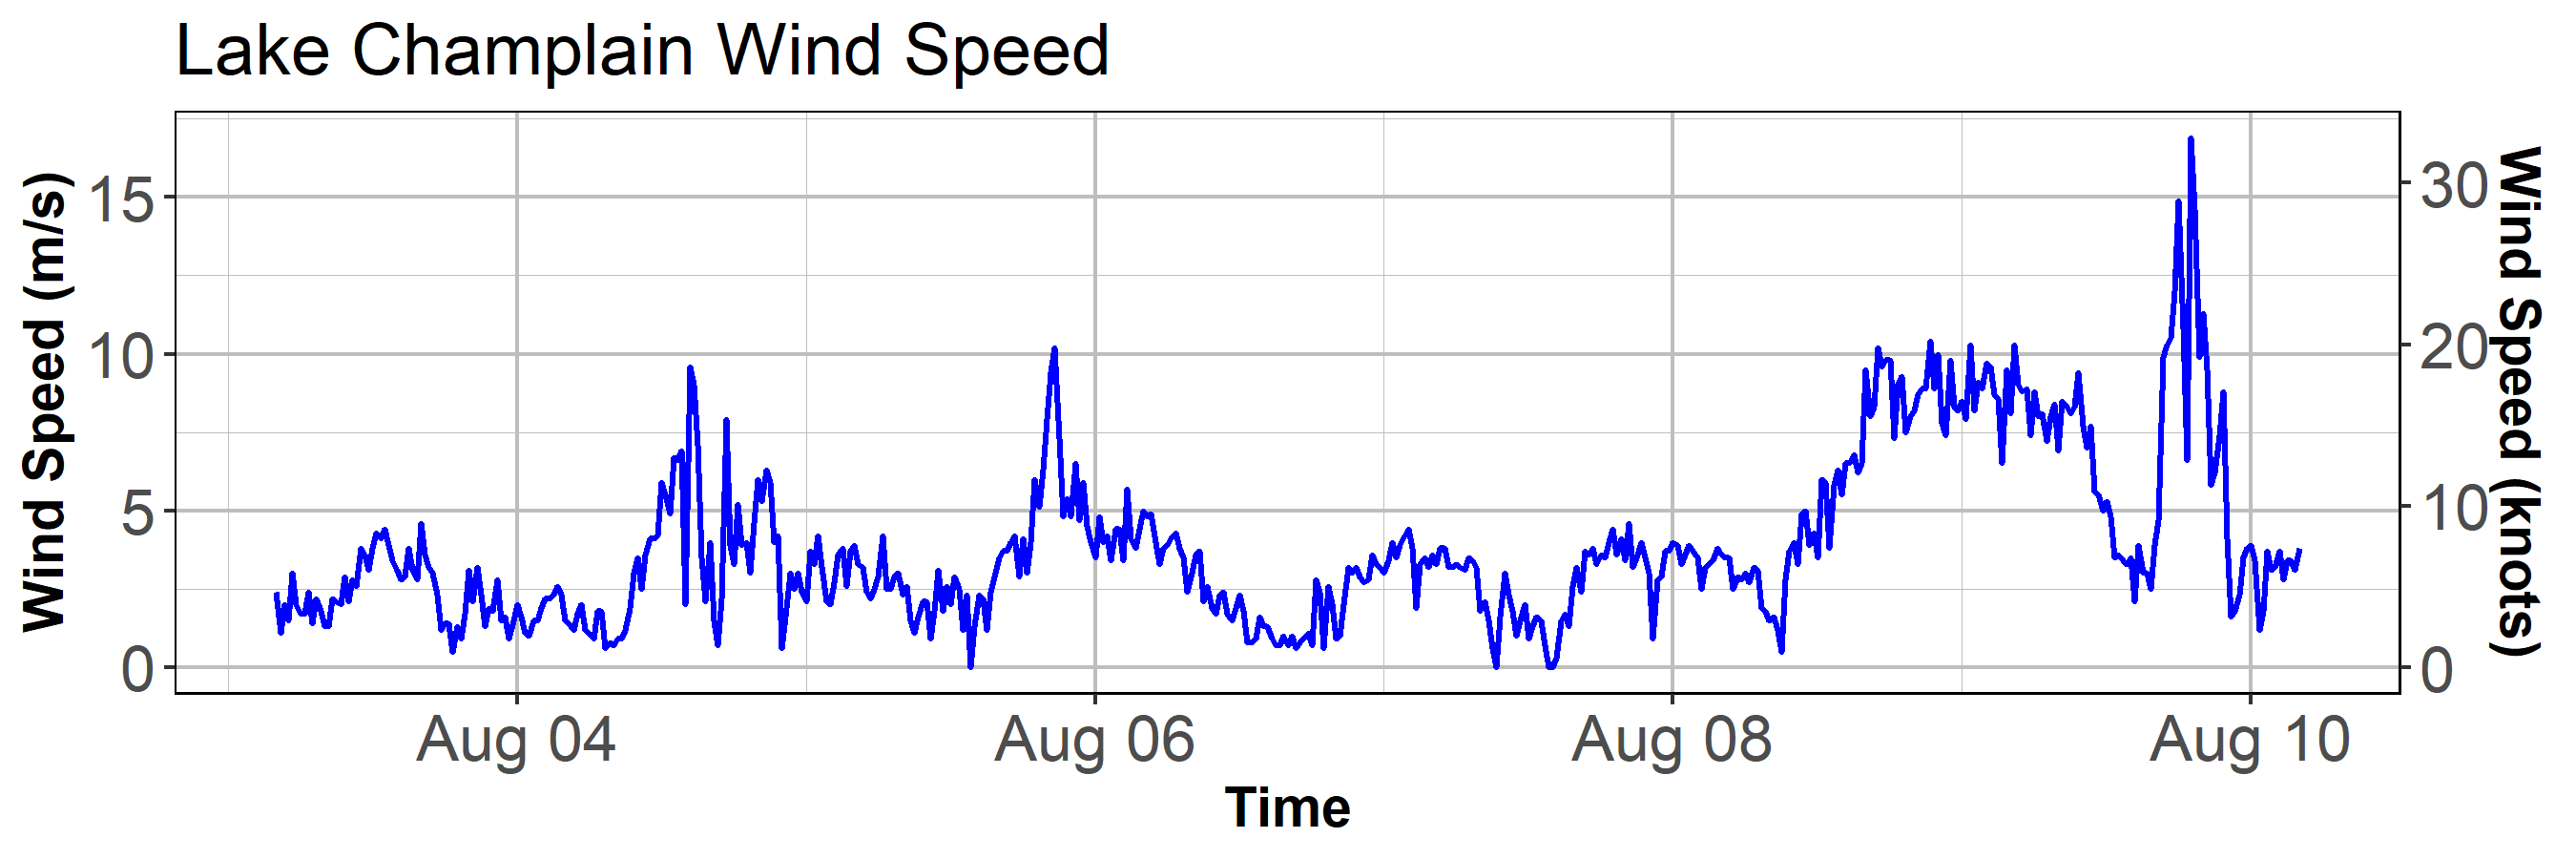 Lake Champlain Wind Speed
Wind Speed (m/s)
15
10
5
0
30
20
10
0
Wind Speed (knots)
Aug 04
Aug 06
Aug 08
Aug 10
Time